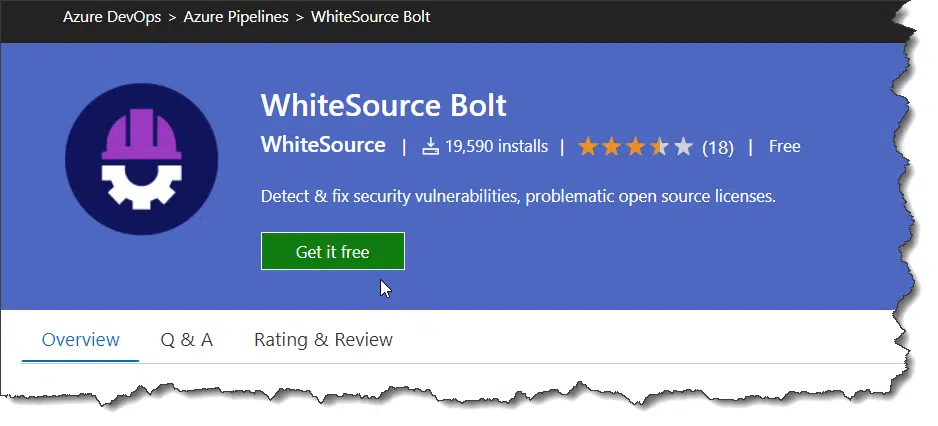 Azure DevOps > Azure Pipelines > WhiteSource Bolt
WhiteSource Bolt
WhiteSource | 19,590 installs | (18) | Free
Detect & fix security vulnerabilities, problematic open source licenses.
Get it free
Overview Q & A Rating & Review